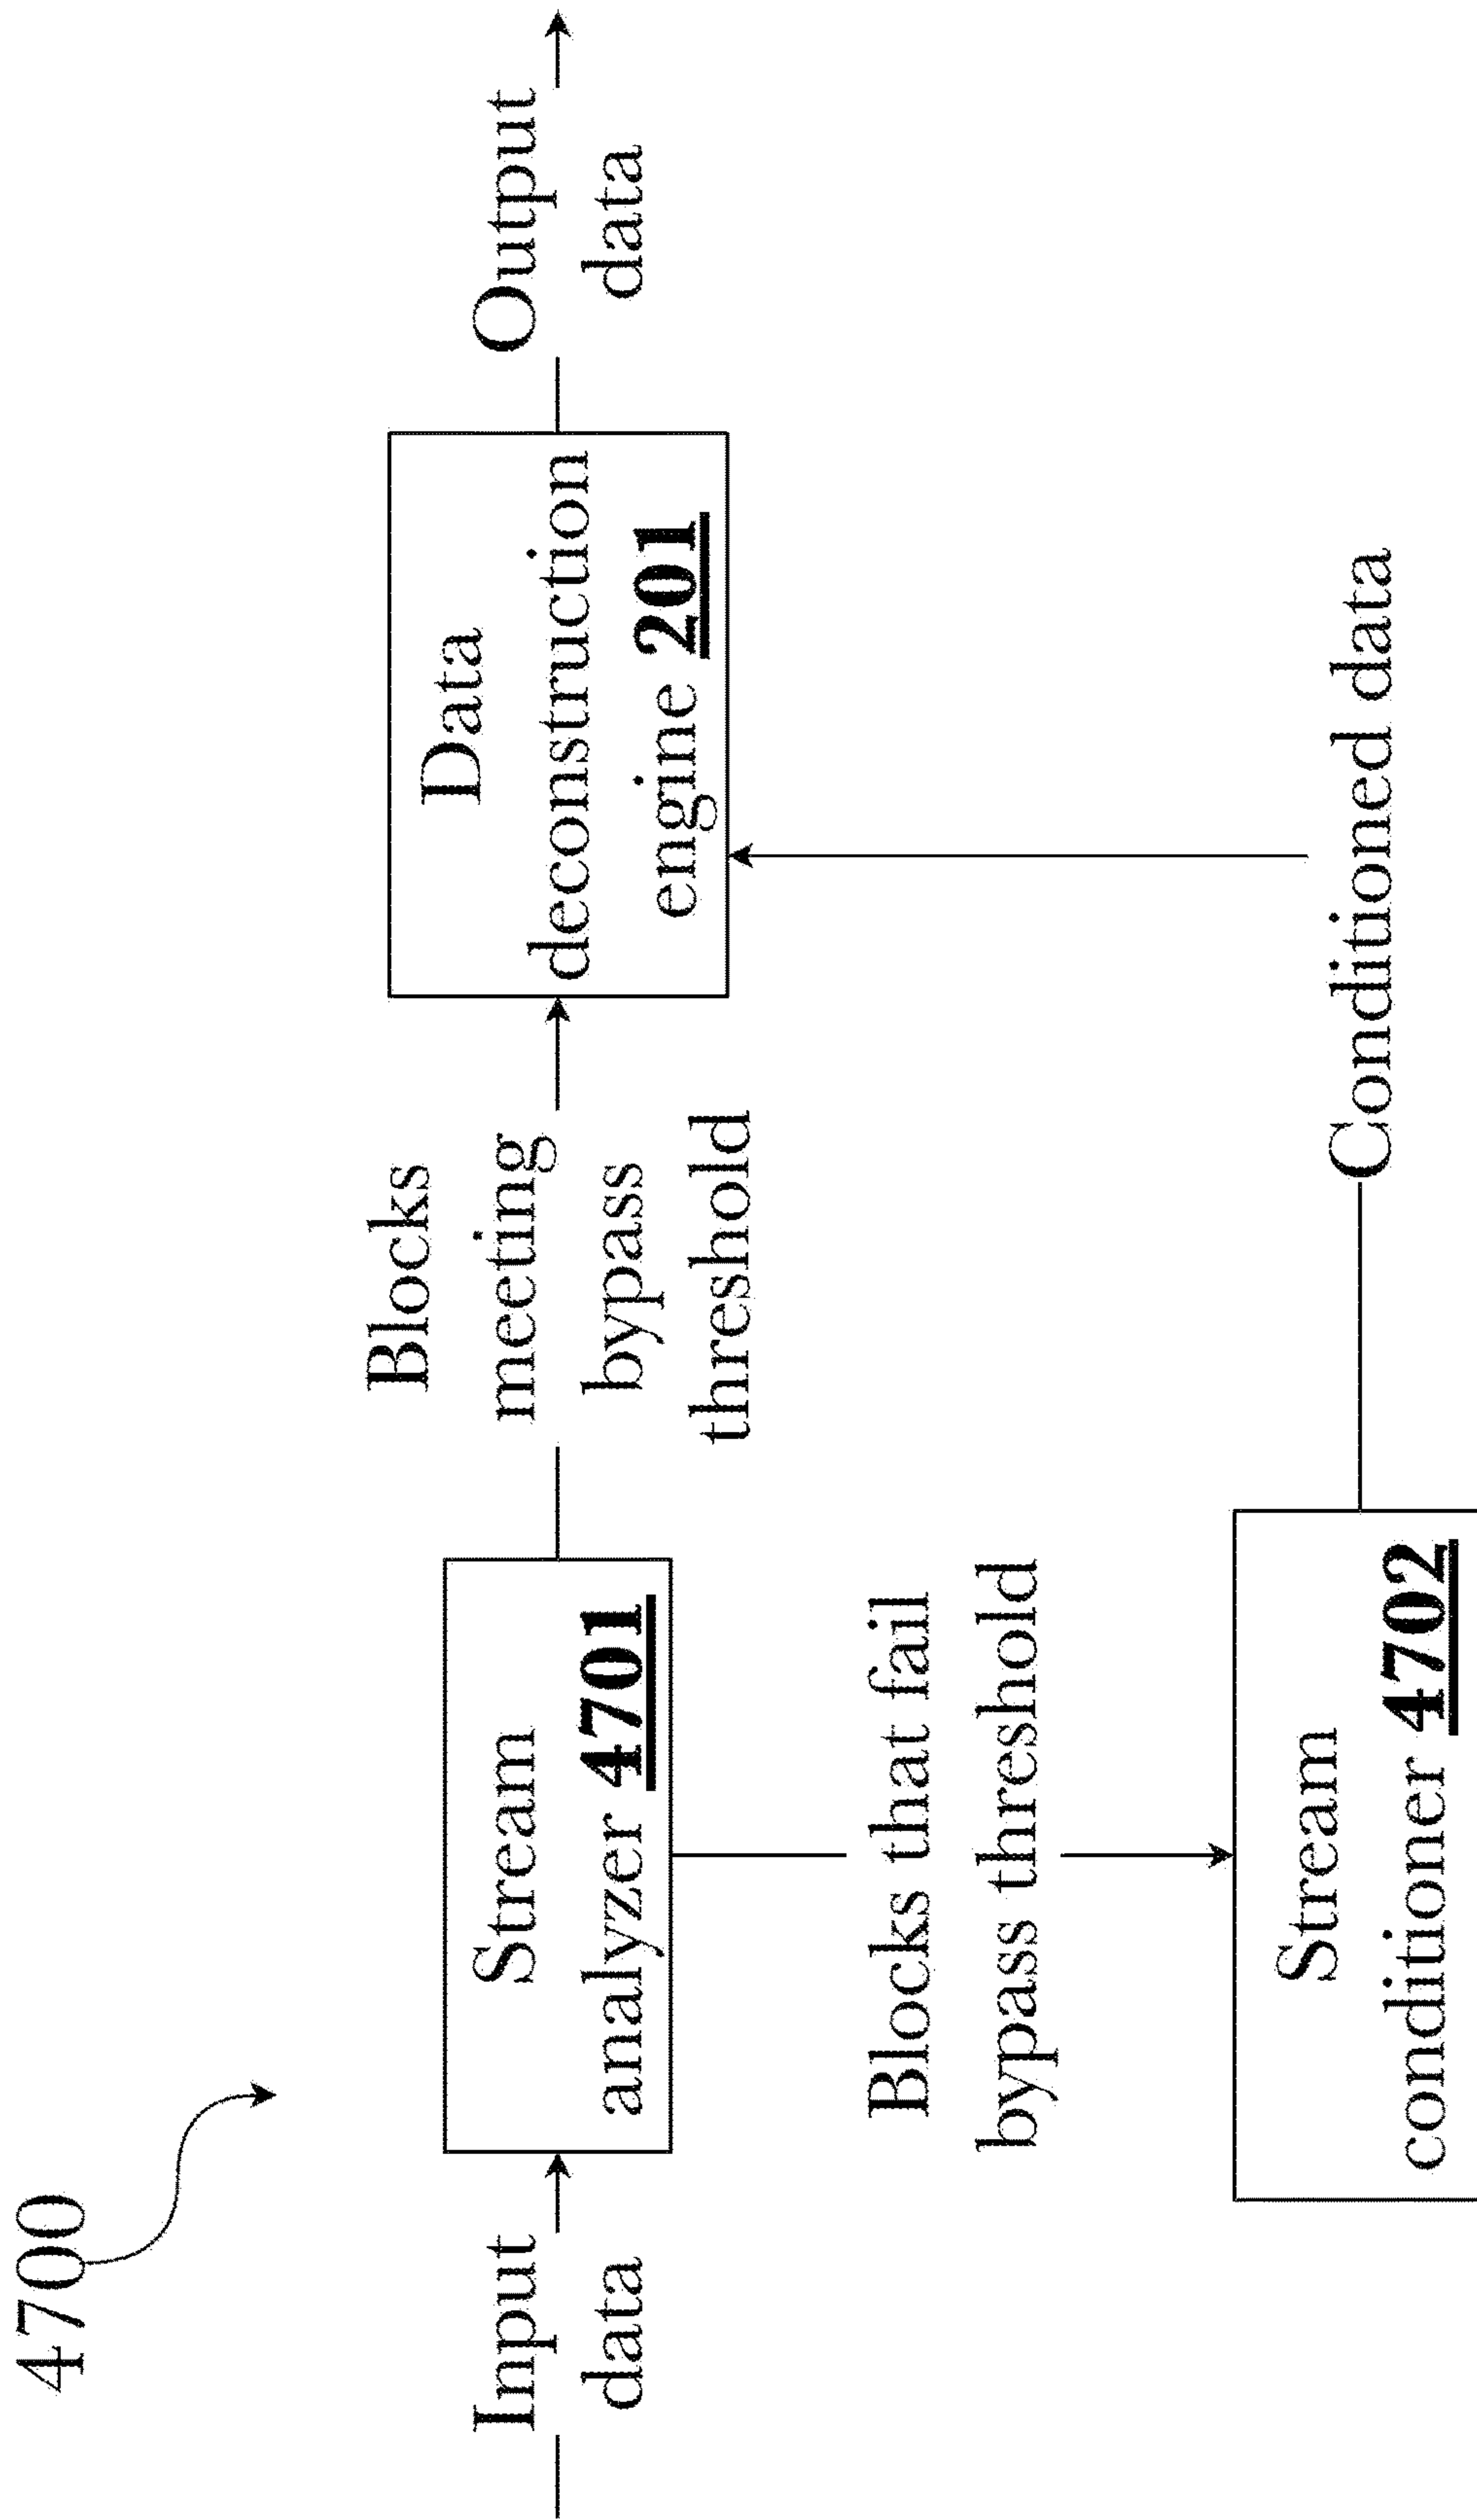 4700
Input
data
Stream
analyzer 4701
Blocks
meeting
bypass
threshold
Data
deconstruction
engine 201
Output
data
Blocks that fail
bypass threshold
Stream
conditioner 4702
Conditioned data